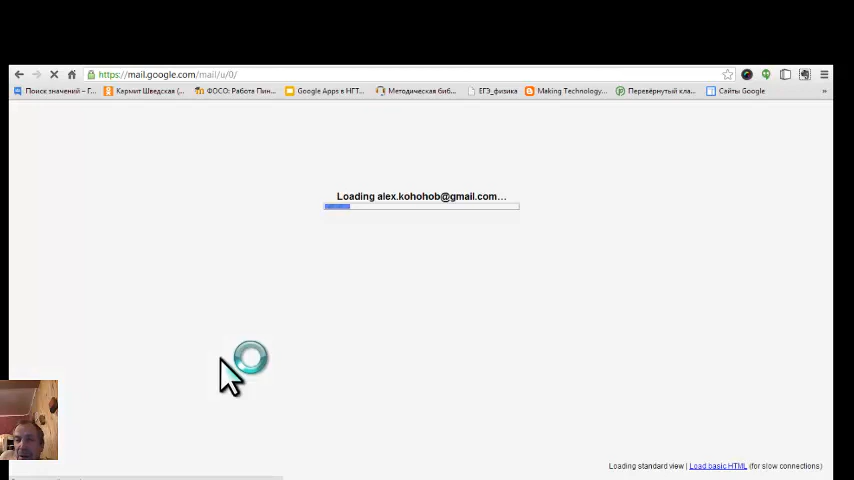 https://mail.google.com/mail/u/0/
Поиск значений – Г... Кармит Шведская (... ФОСО: Работа Пин... Google Apps в НГТ... Методическая биб... ЕГЭ_физика Making Technology... Перевёрнутый кла... Сайты Google »
Loading alex.kohohob@gmail.com…
Loading standard view | Load basic HTML (for slow connections)